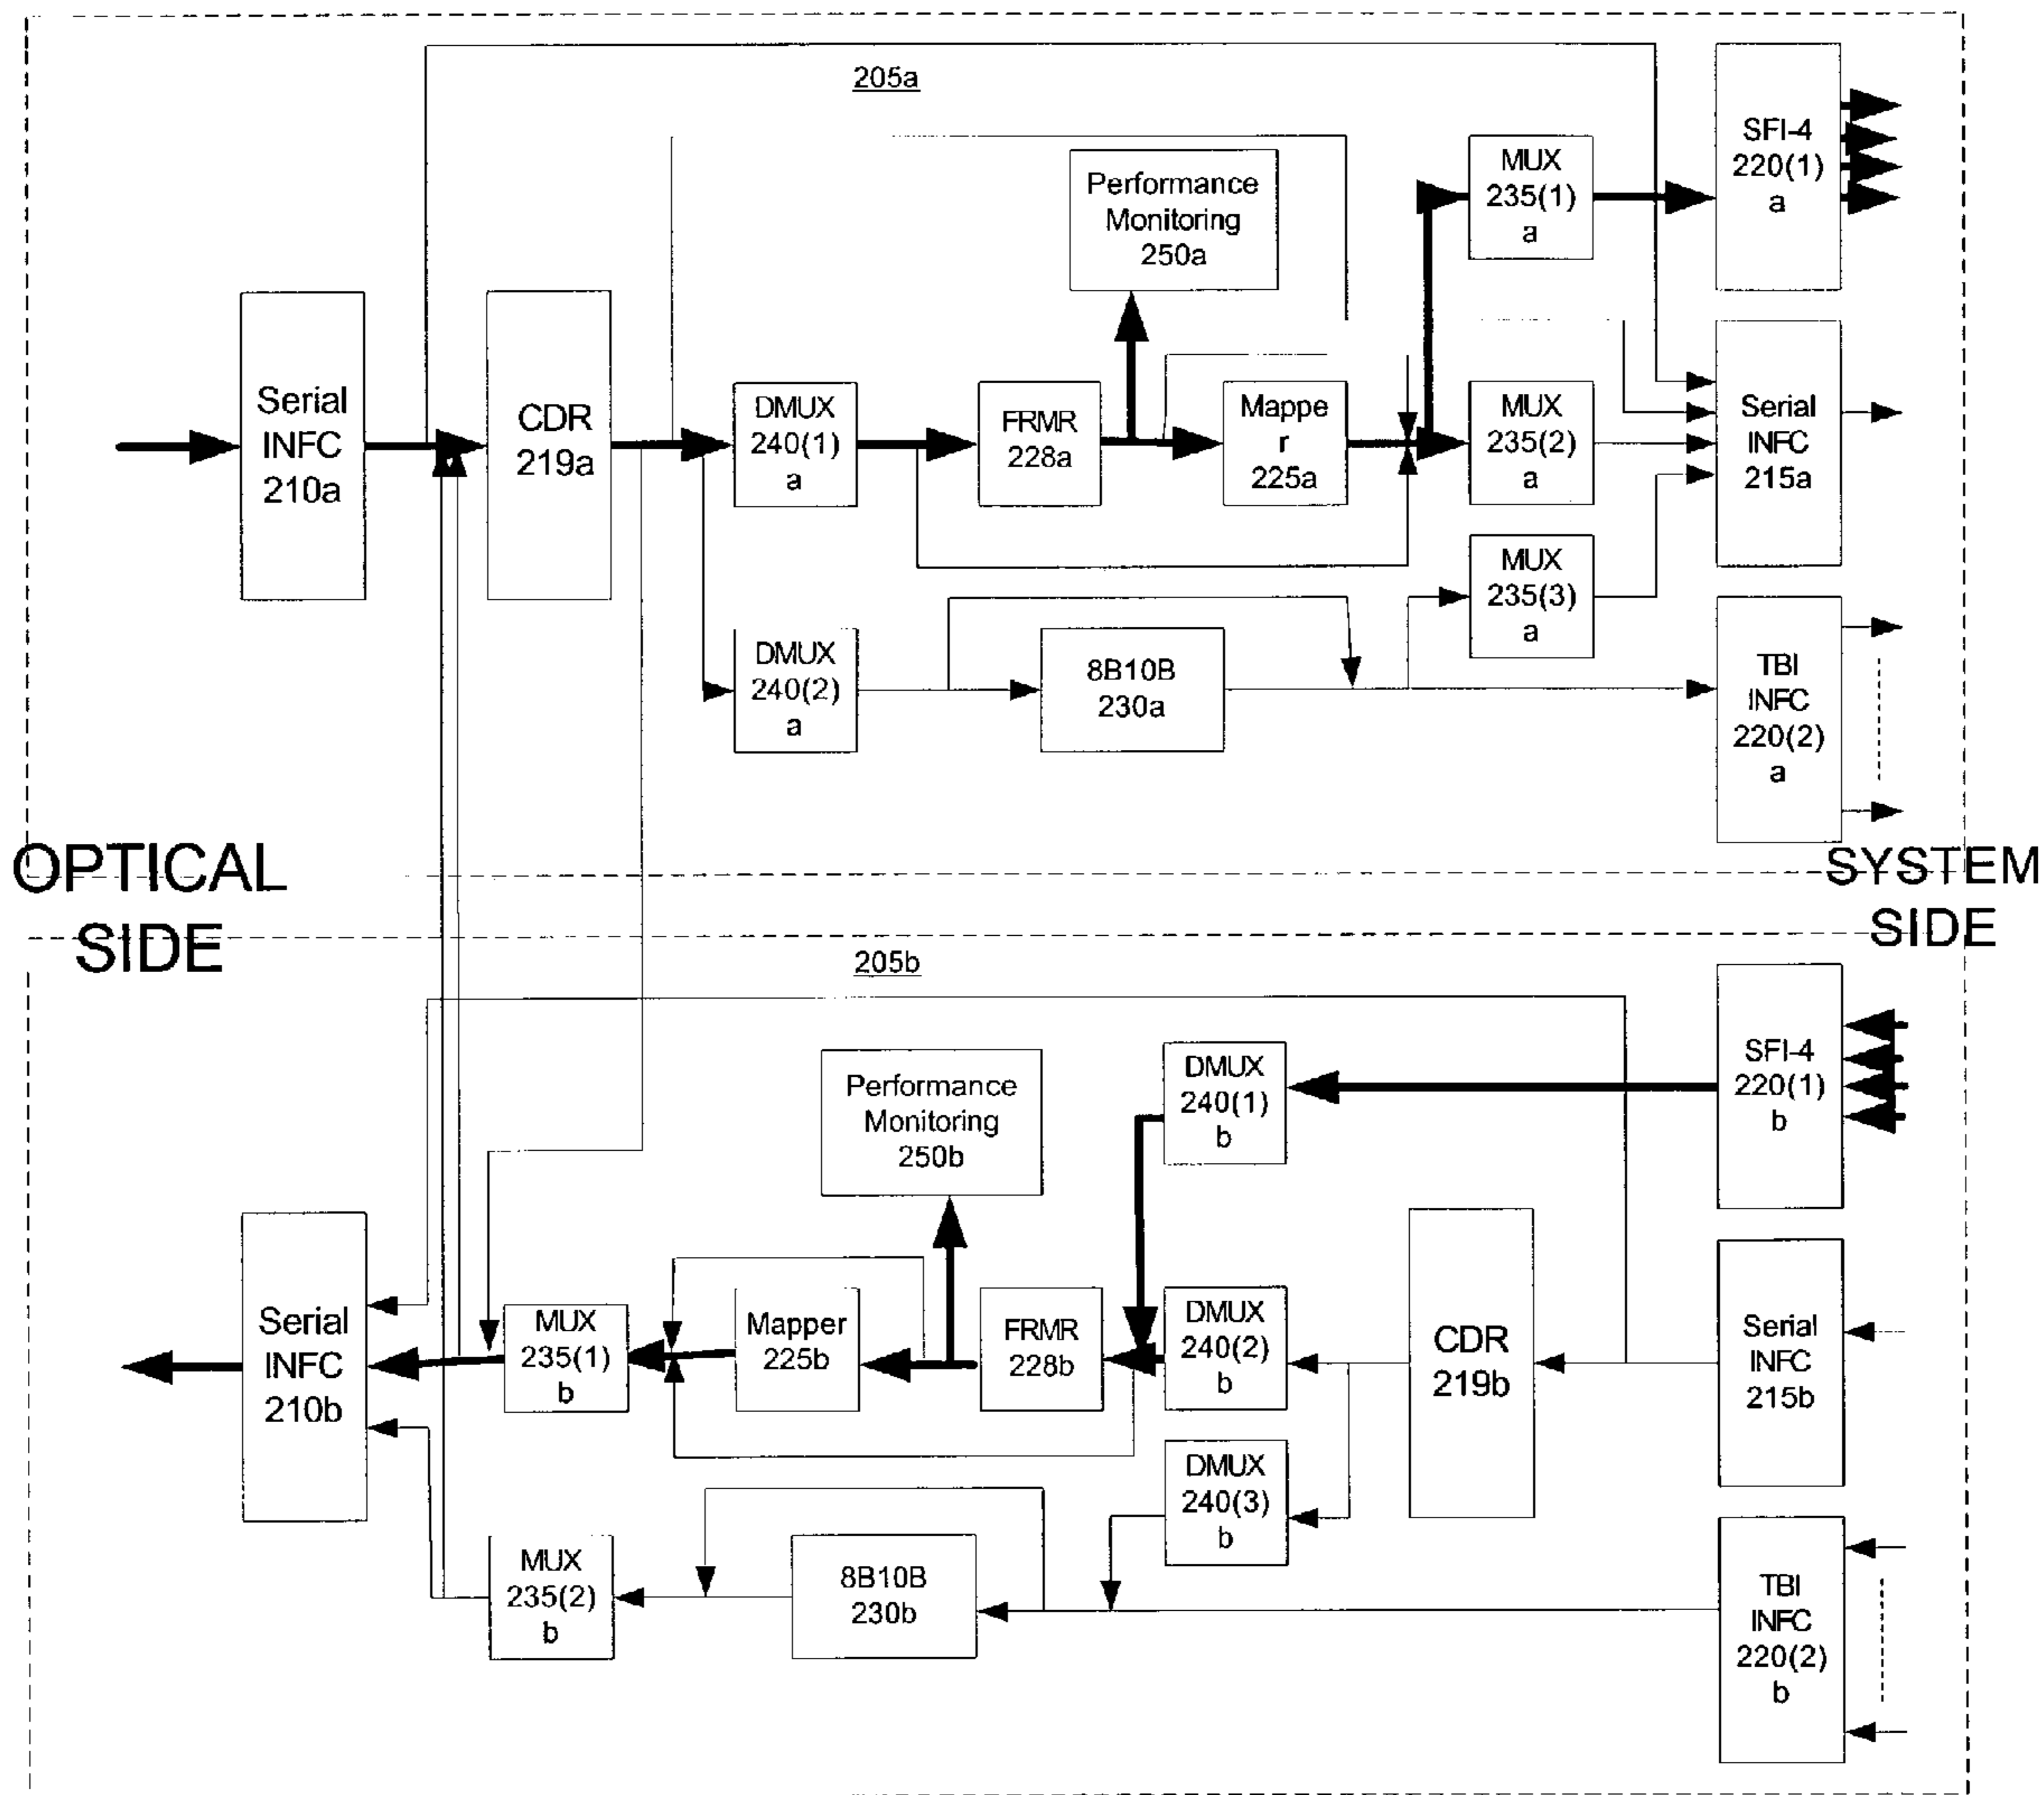 205a
SFI-4
220(1)
a
MUX
235(1)
a
Performance
Monitoring
250a
Serial
INFC
210a
CDR
219a
DMUX
240(1)
a
FRMR
228a
Mappe
r
225a
MUX
235(2)
a
Serial
INFC
215a
MUX
235(3)
a
DMUX
240(2)
a
8B10B
230a
TBI
INFC
220(2)
a
OPTICAL
SIDE
SYSTEM
SIDE
205b
SFI-4
220(1)
b
DMUX
240(1)
b
Performance
Monitoring
250b
Serial
INFC
210b
MUX
235(1)
b
Mapper
225b
FRMR
228b
DMUX
240(2)
b
CDR
219b
Serial
INFC
215b
DMUX
240(3)
b
MUX
235(2)
b
8B10B
230b
TBI
INFC
220(2)
b